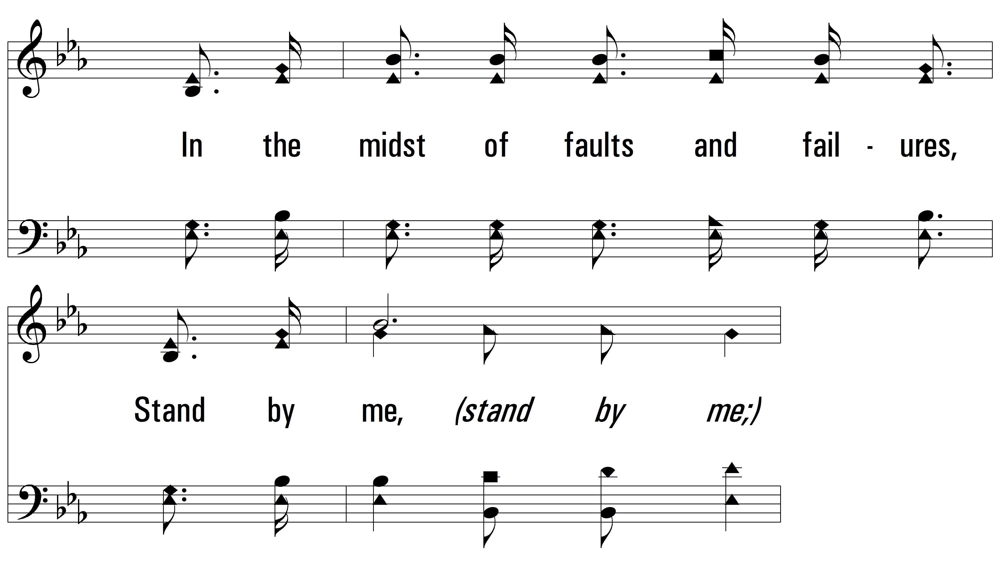 In the midst of faults and fail - ures,
Stand by me, (stand by me;)